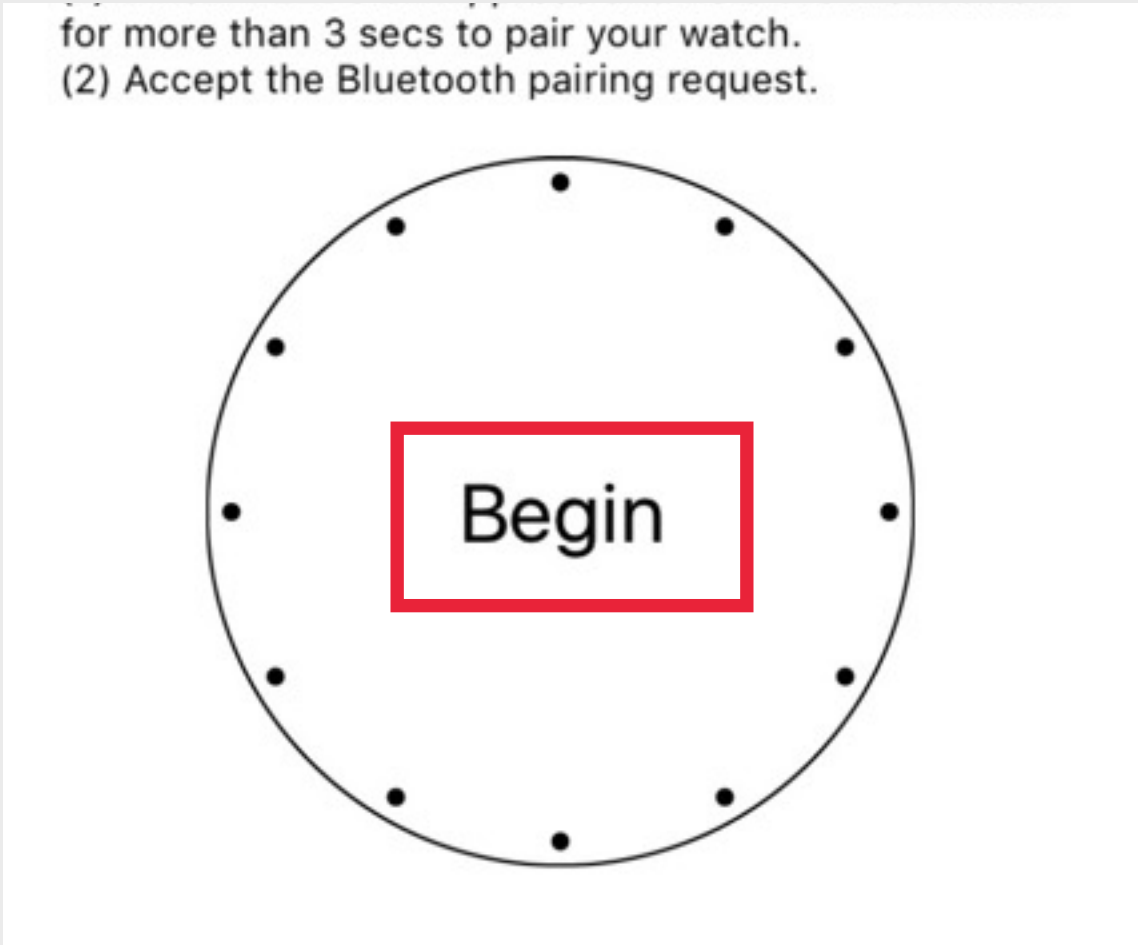 for more than 3 secs to pair your watch.
(2) Accept the Bluetooth pairing request.
Begin